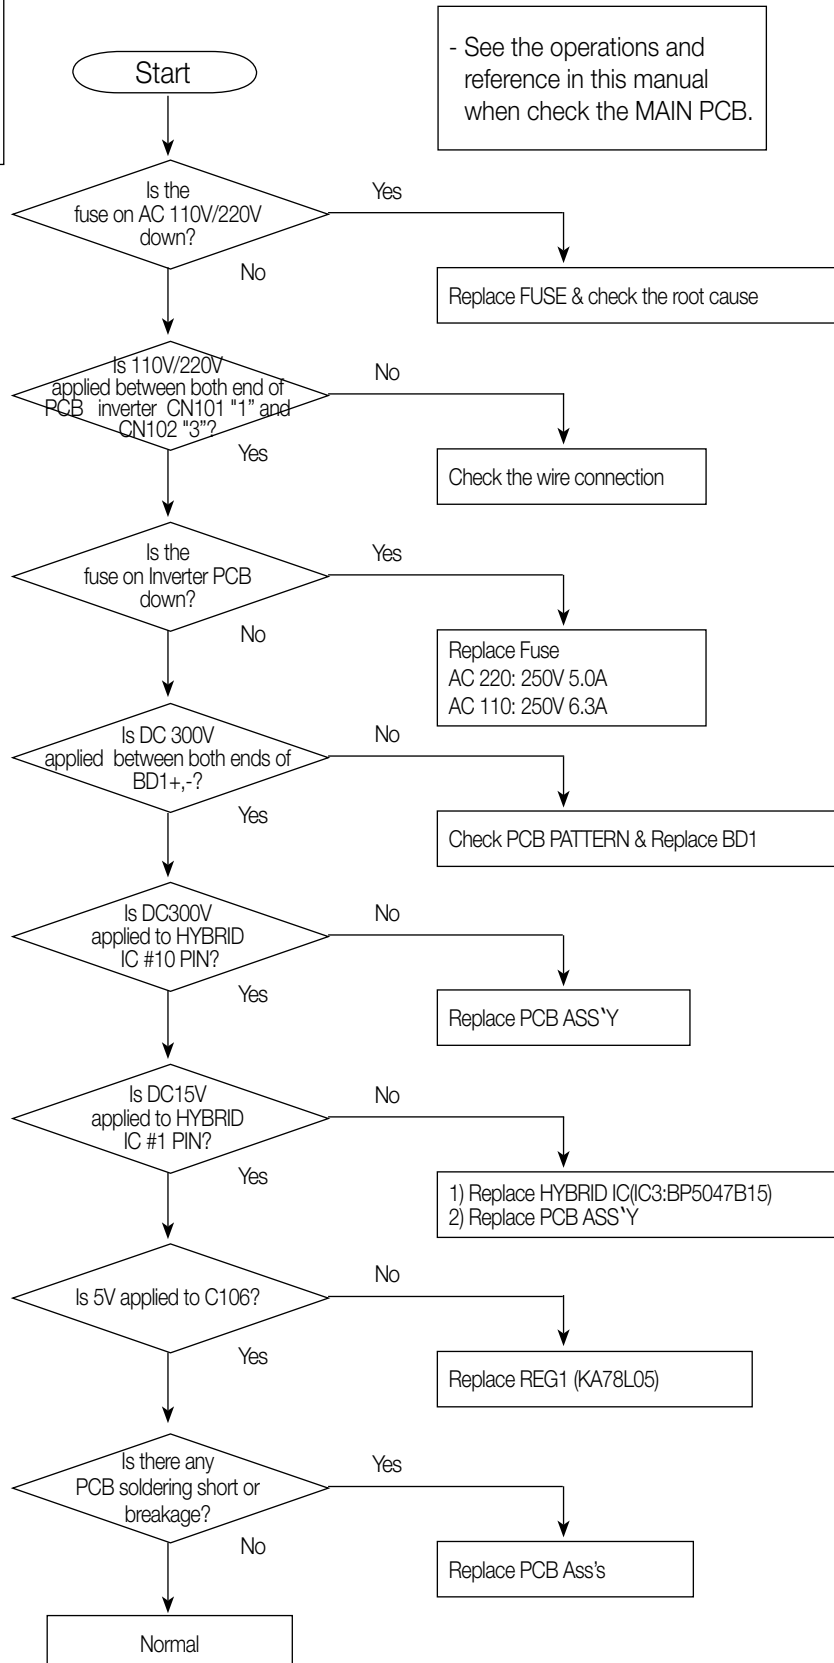 Start
- See the operations and
reference in this manual
when check the MAIN PCB.
Is the
fuse on AC 110V/220V
down?
Yes
No
Replace FUSE & check the root cause
Is 110V/220V
applied between both end of
PCB inverter CN101 "1” and
CN102 "3”?
No
Yes
Check the wire connection
Is the
fuse on Inverter PCB
down?
Yes
No
Replace Fuse
AC 220: 250V 5.0A
AC 110: 250V 6.3A
Is DC 300V
applied between both ends of
BD1+,-?
No
Yes
Check PCB PATTERN & Replace BD1
Is DC300V
applied to HYBRID
IC #10 PIN?
No
Yes
Replace PCB ASS`Y
Is DC15V
applied to HYBRID
IC #1 PIN?
No
Yes
1) Replace HYBRID IC(IC3:BP5047B15)
2) Replace PCB ASS`Y
Is 5V applied to C106?
No
Yes
Replace REG1 (KA78L05)
Is there any
PCB soldering short or
breakage?
Yes
No
Replace PCB Ass's
Normal